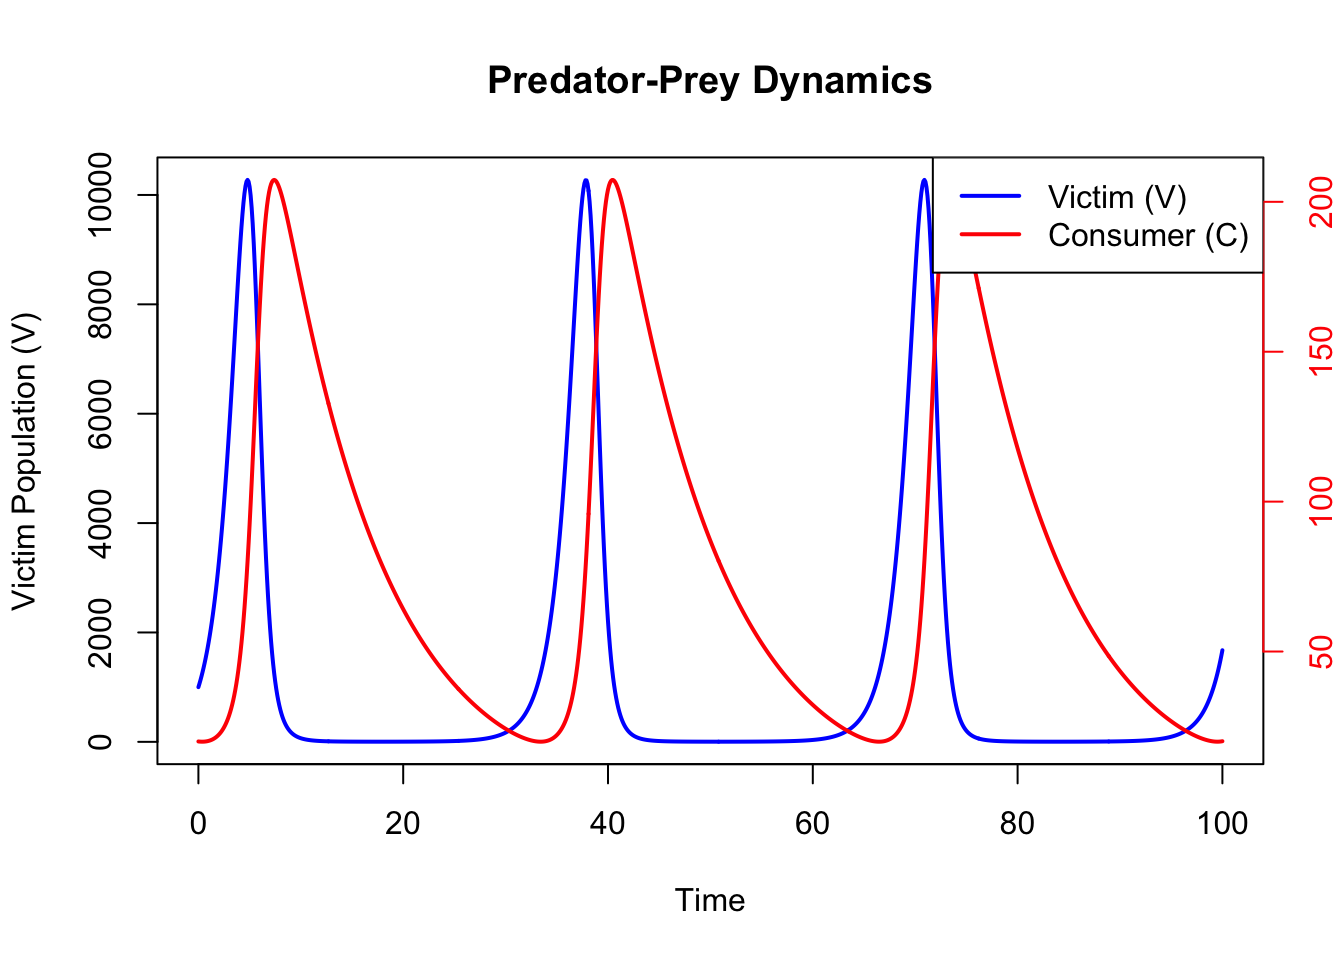 Predator-Prey Dynamics
Victim (V)
Consumer (C)
Victim Population (V)
10000
8000
6000
4000
2000
0
200
150
100
50
0 20 40 60 80 100
Time